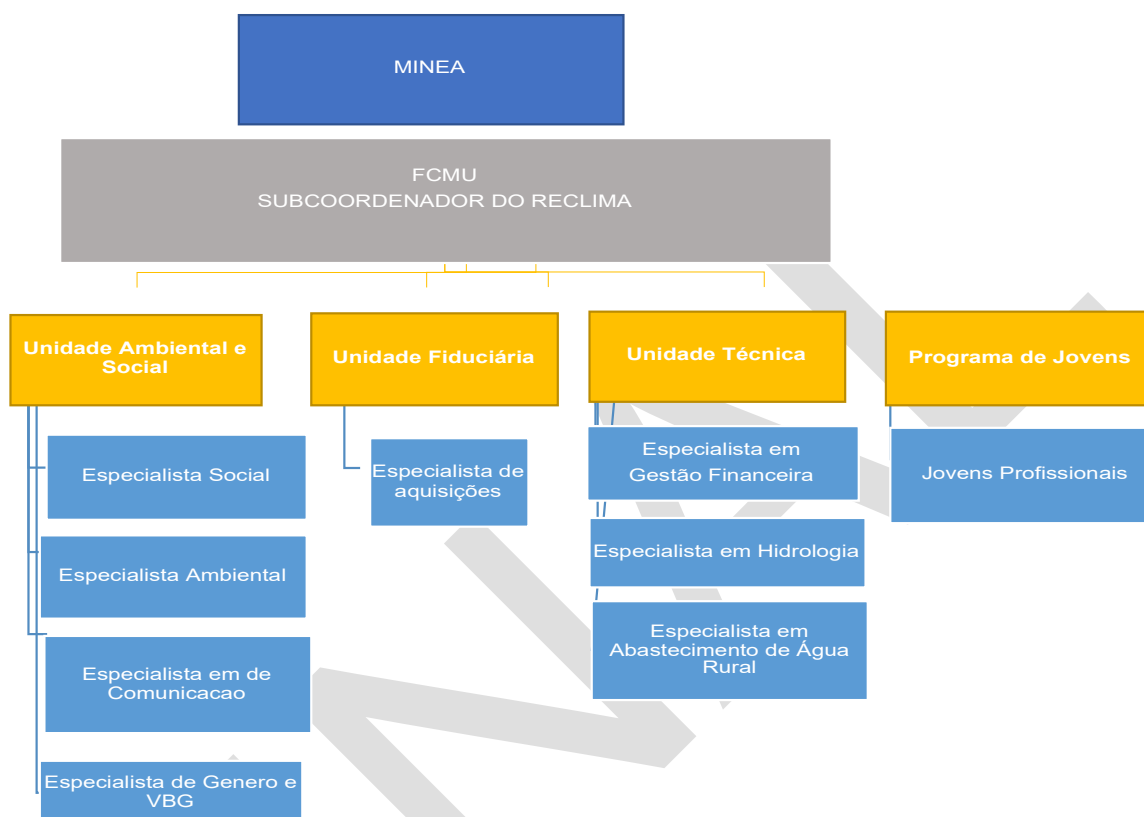 MINEA
FCMU
SUBCOORDENADOR DO RECLIMA
Unidade Ambiental e
Social
Unidade Fiduciária
Unidade Técnica
Programa de Jovens
Especialista Social
Especialista Ambiental
Especialista em de
Comunicacao
Especialista de Genero e
VBG
Especialista de
aquisições
Especialista em
Gestão Financeira
Especialista em Hidrologia
Especialista em
Abastecimento de Água
Rural
Jovens Profissionais